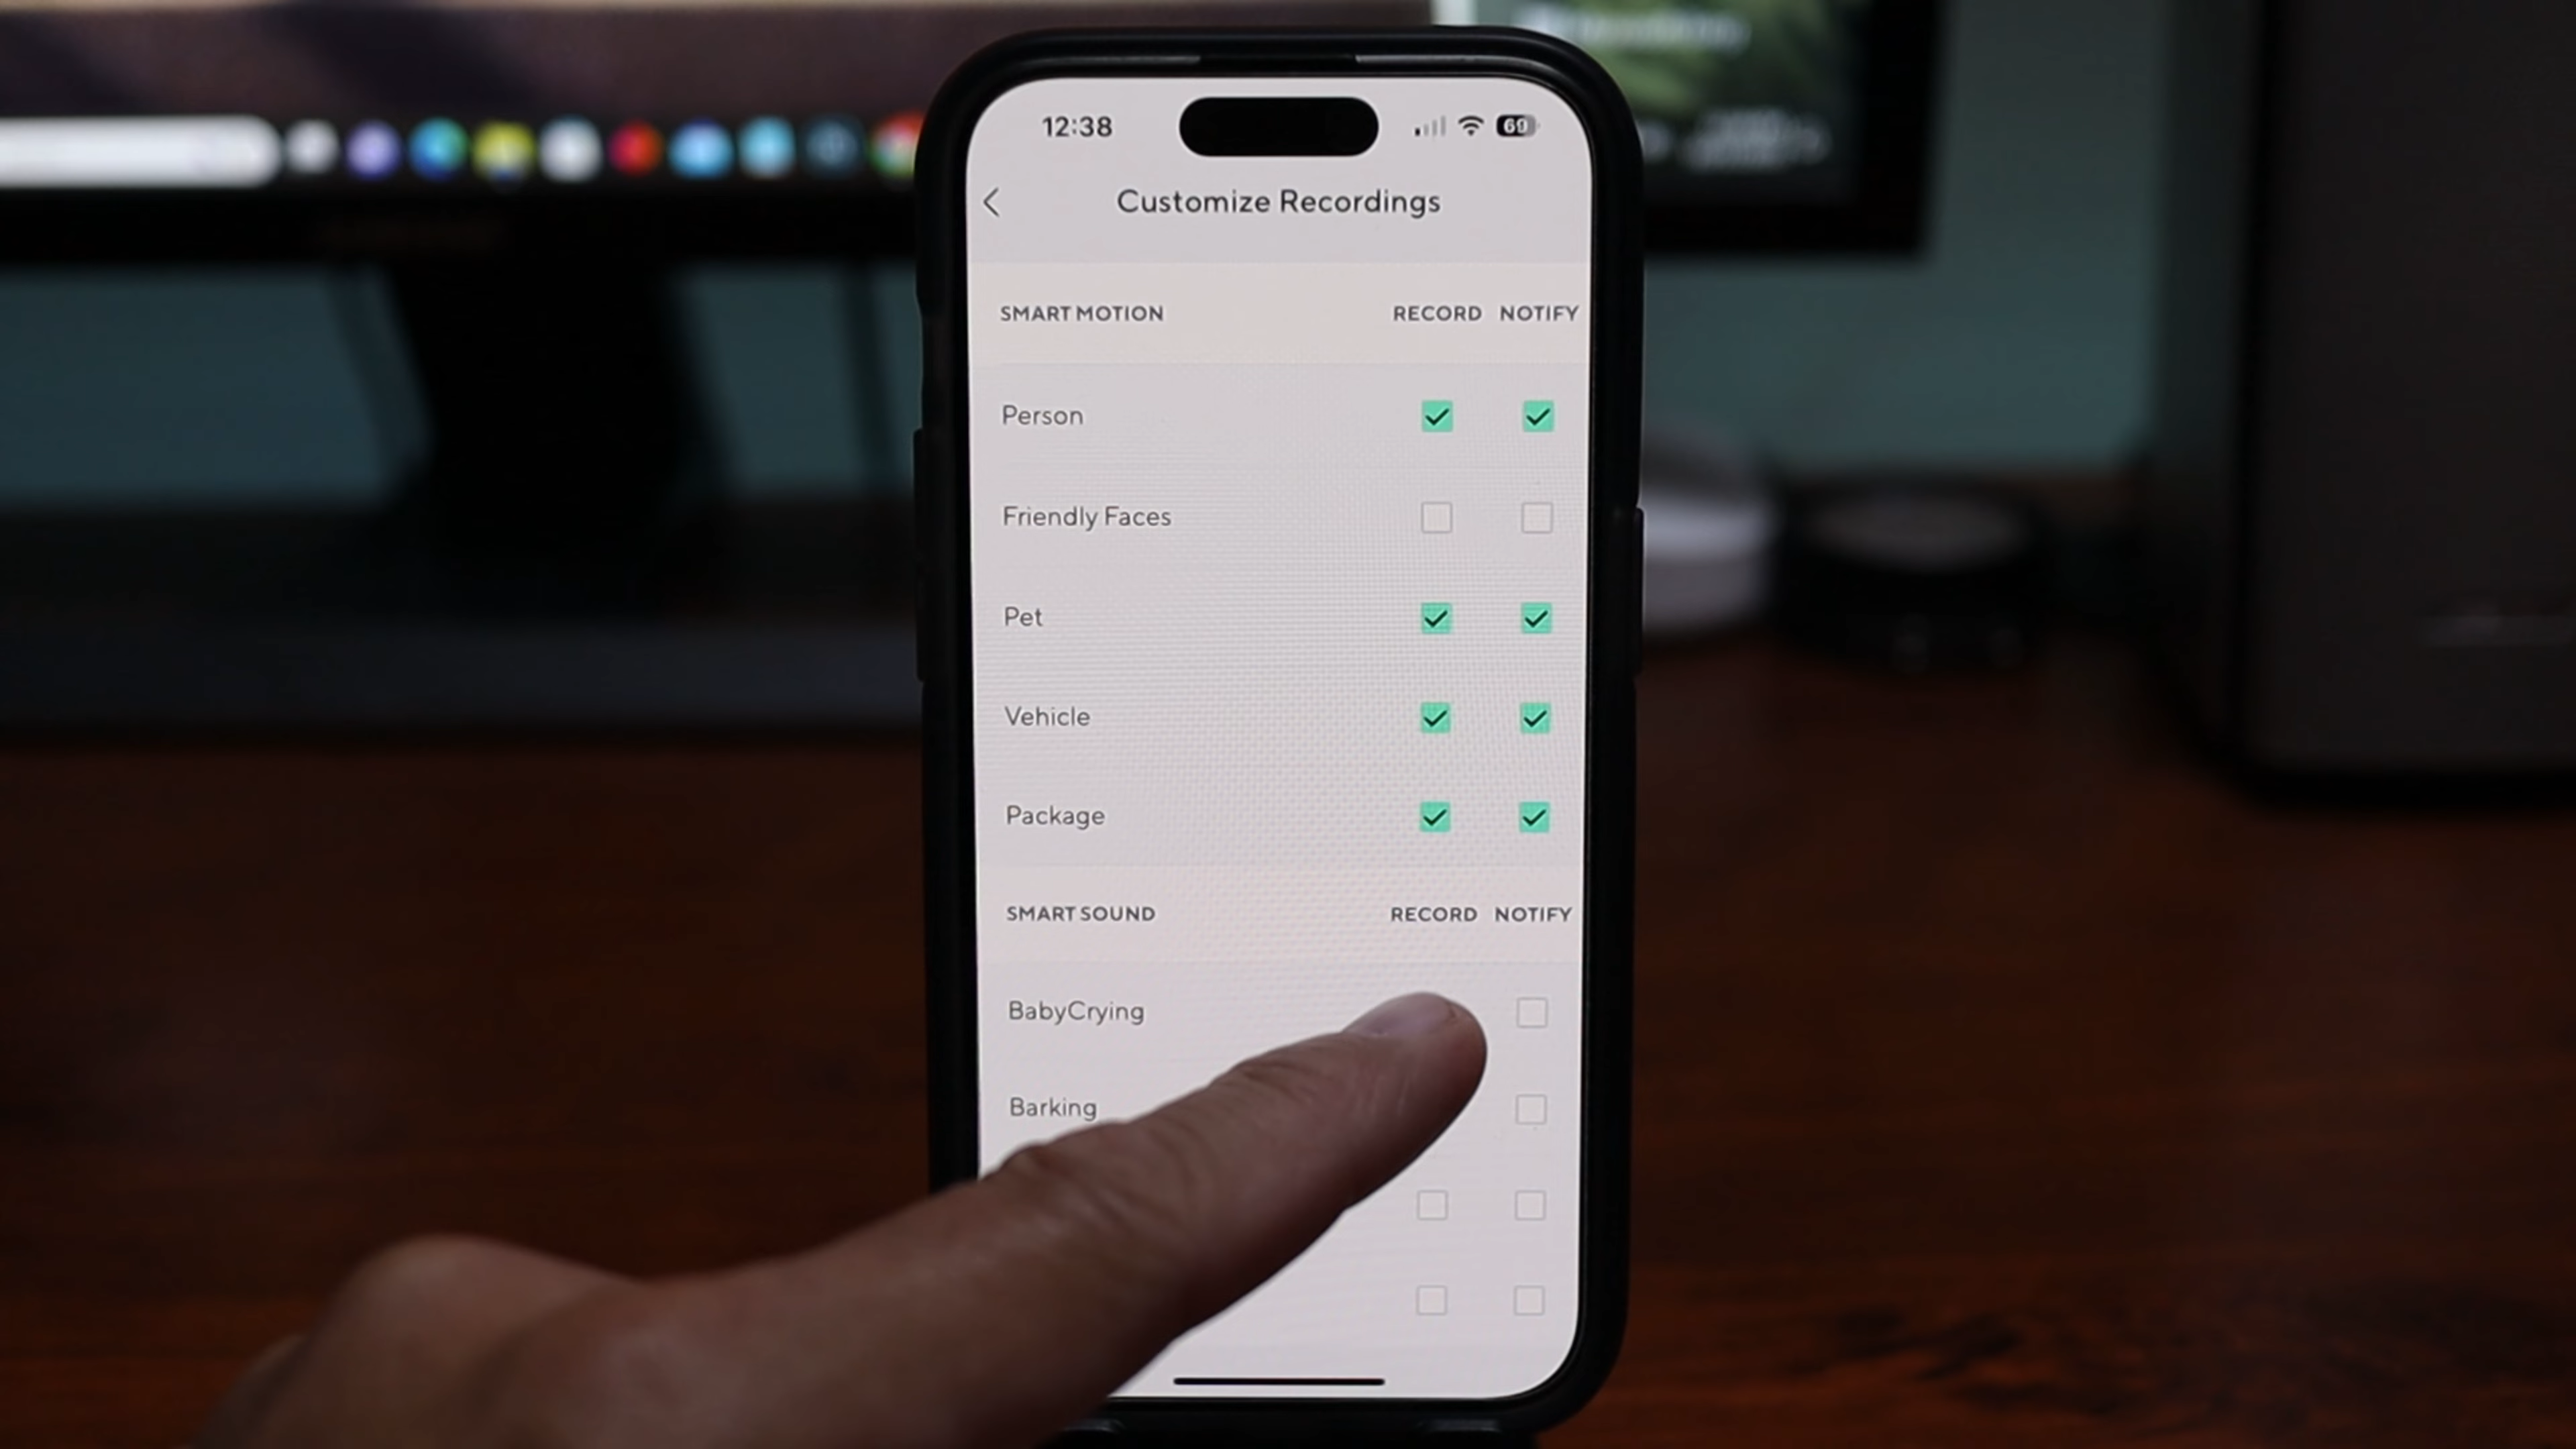 12:38
69
Customize Recordings
SMART MOTION RECORD NOTIFY
Person
Friendly Faces
Pet
Vehicle
Package
SMART SOUND RECORD NOTIFY
BabyCrying
Barking